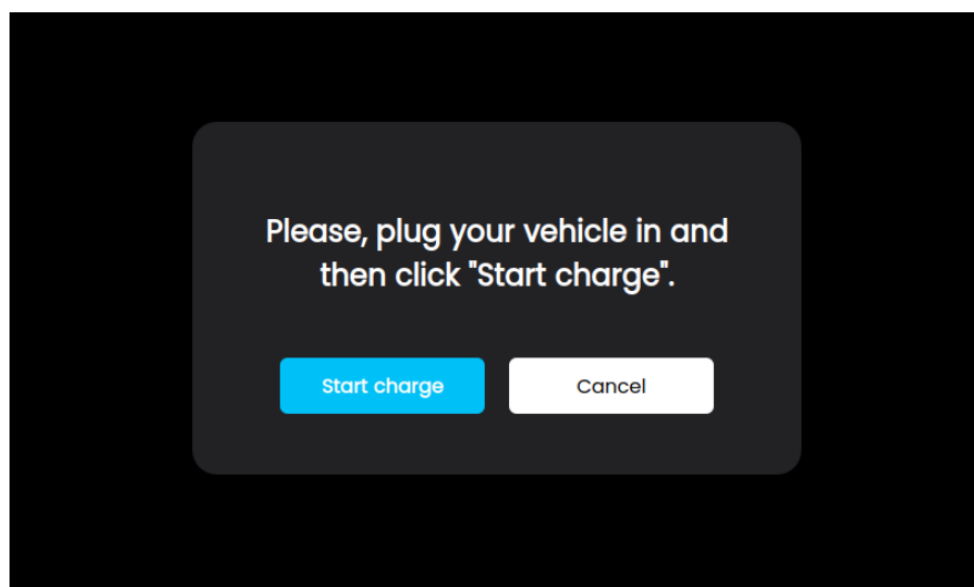 Please, plug your vehicle in and
then click "Start charge".
Start charge
Cancel